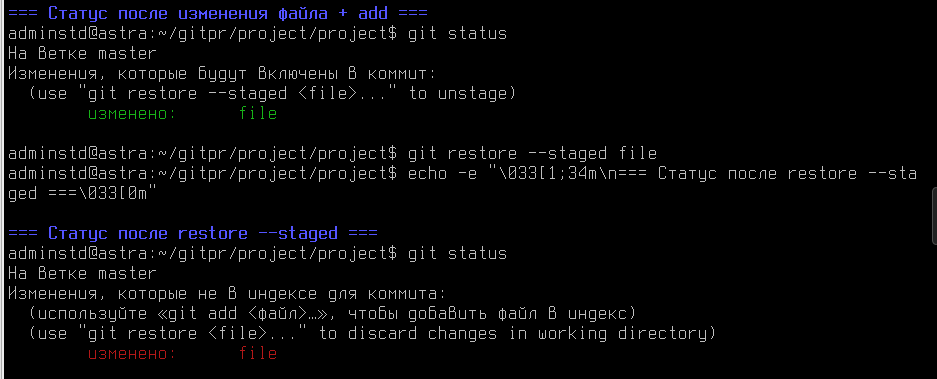 === Статус после изменения файла + add ===
adminstd@astra:~/gitpr/project/project$ git status
На ветке master
Изменения, которые будут включены в коммит:
  (use "git restore --staged <file>..." to unstage)
        изменено:      file

adminstd@astra:~/gitpr/project/project$ git restore --staged file
adminstd@astra:~/gitpr/project/project$ echo -e "\033[1;34m\n=== Статус после restore --sta
ged ===\033[0m"

=== Статус после restore --staged ===
adminstd@astra:~/gitpr/project/project$ git status
На ветке master
Изменения, которые не в индексе для коммита:
  (используйте «git add <файл>…», чтобы добавить файл в индекс)
  (use "git restore <file>..." to discard changes in working directory)
        изменено:      file